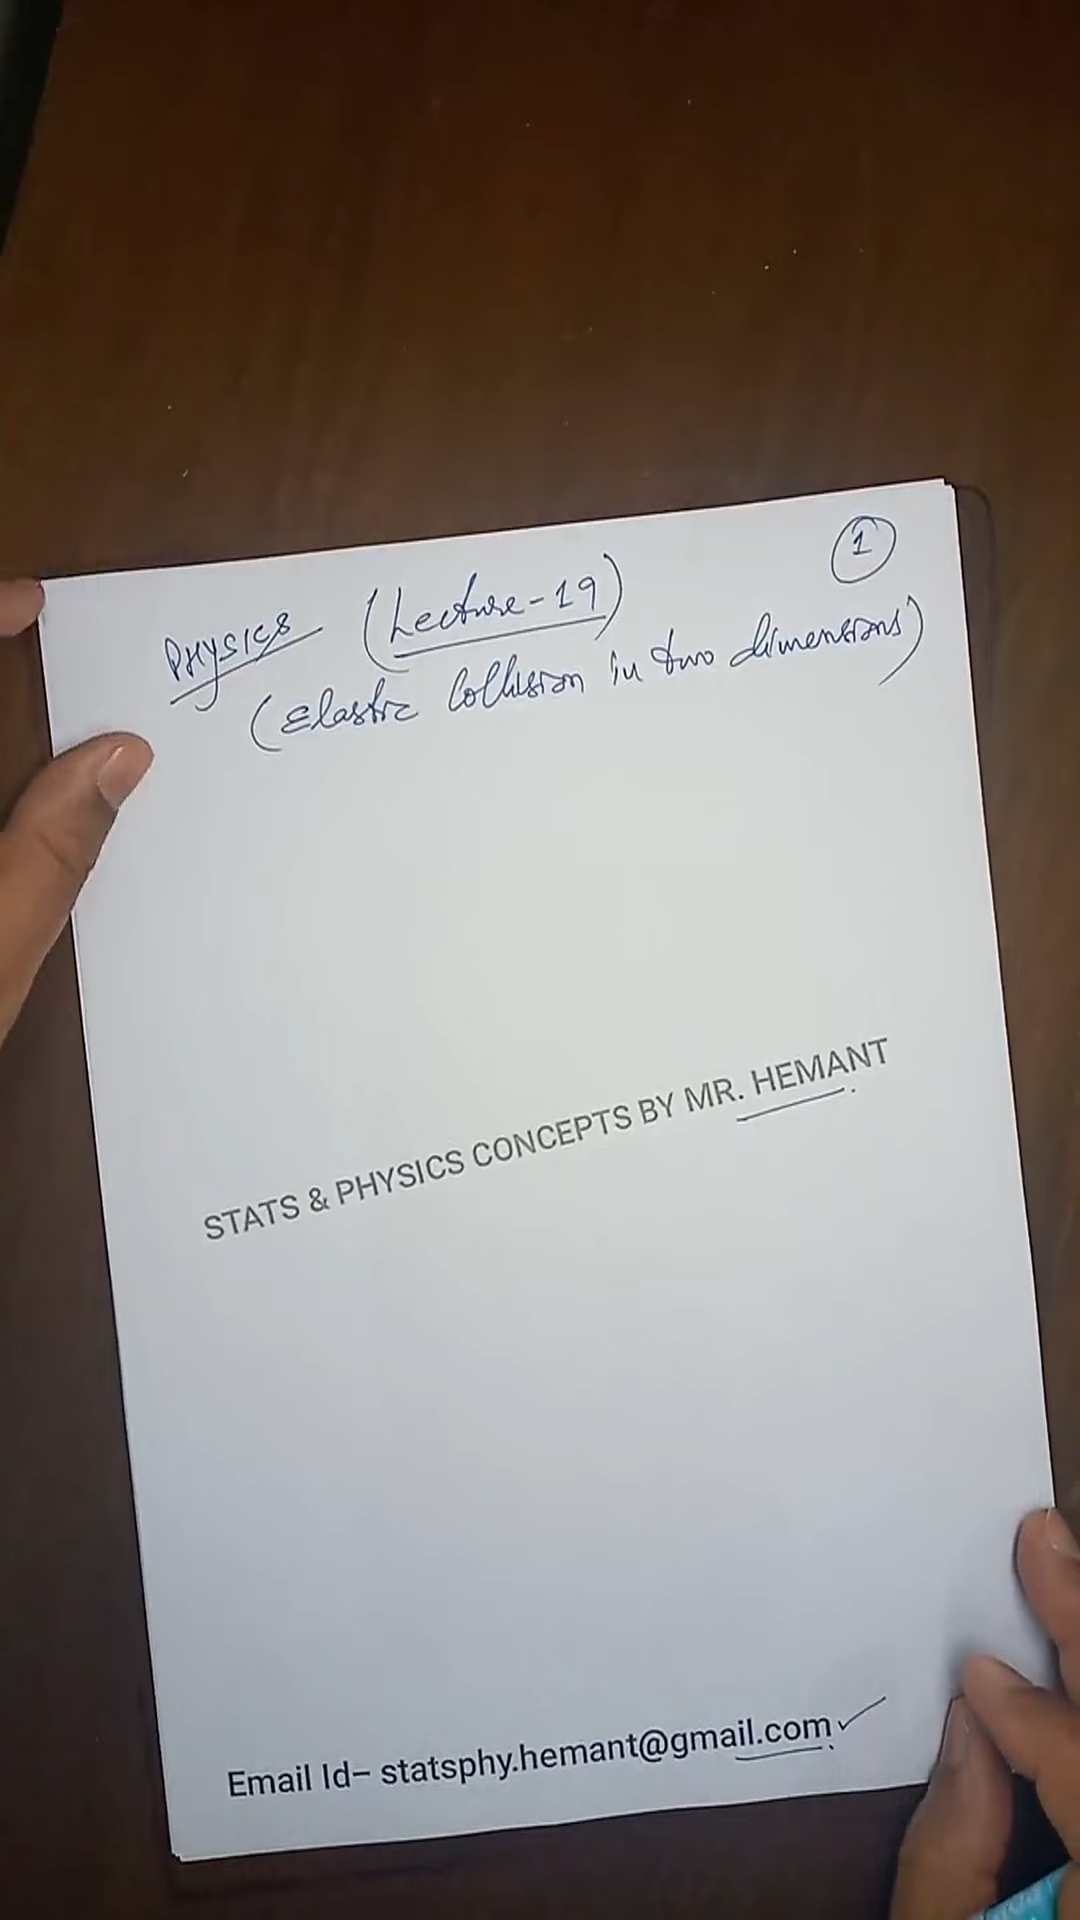 PHYSICS (Lecture-19)
1
(Elastic Collision in two dimensions)
STATS & PHYSICS CONCEPTS BY MR. HEMANT
Email Id– statsphy.hemant@gmail.com